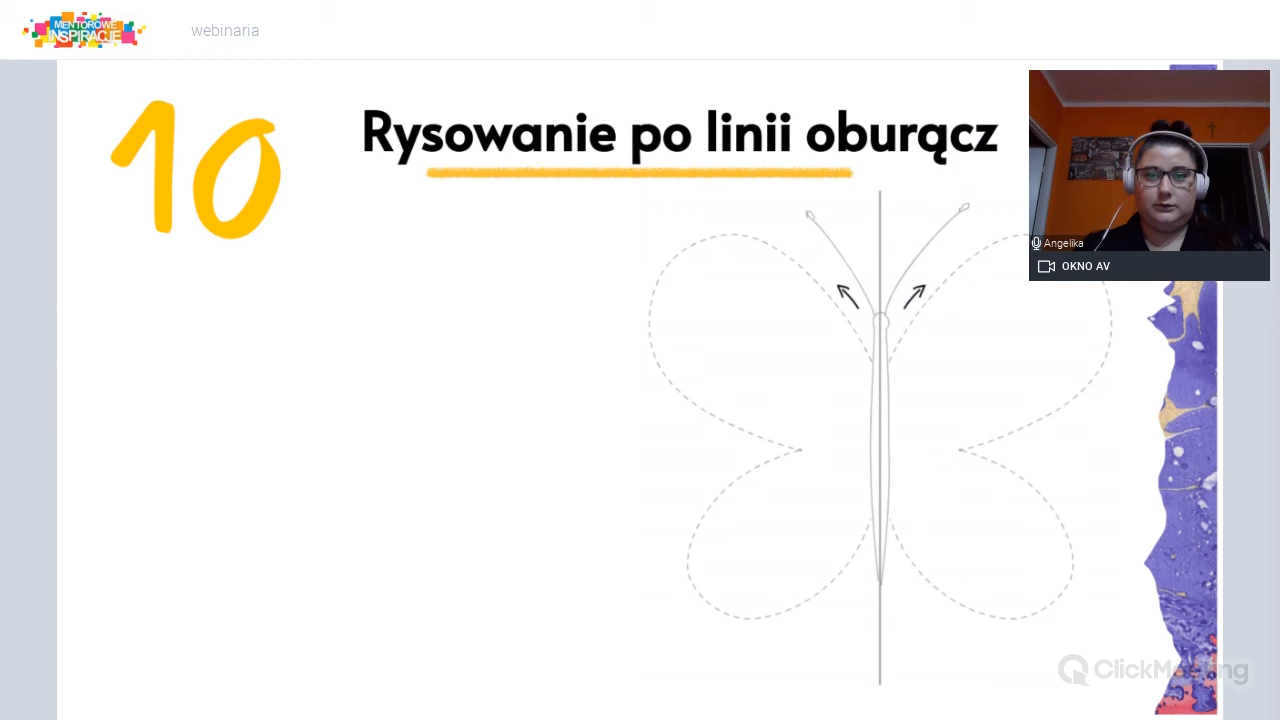 MENTOROWE
INSPIRACJE
webinaria
10
Rysowanie po linii oburącz
Angelika
OKNO AV
ClickMeeting